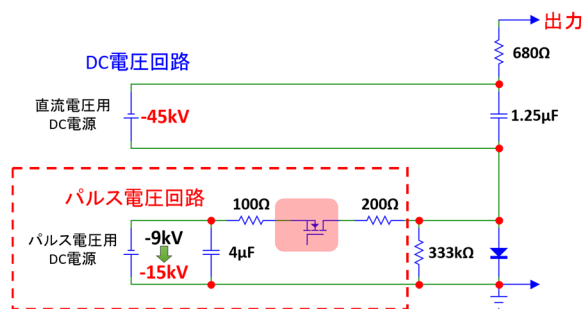 出力
680Ω
DC電圧回路
直流電圧用
DC電源
-45kV
1.25μF
パルス電圧回路
100Ω
200Ω
パルス電圧用
DC電源
-9kV
-15kV
4μF
333kΩ